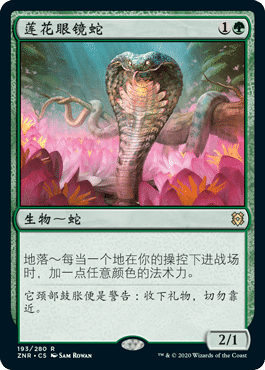 莲花眼镜蛇 1
生物～蛇
地落～每当一个地在你的操控下进战场
时，加一点任意颜色的法术力。
它颈部鼓胀便是警告：收下礼物，切勿靠
近。
2/1
193/280 R
ZNR • CS SAM ROWAN
™ & © 2020 Wizards of the Coast